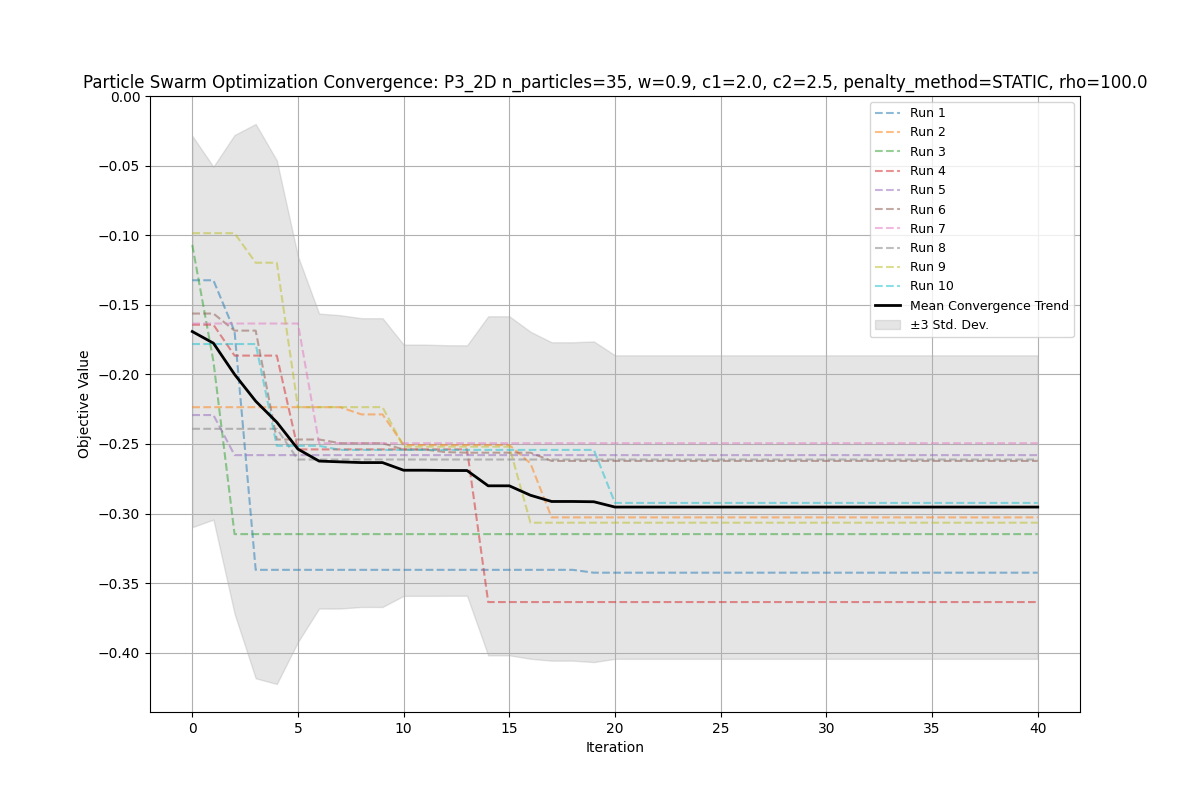 Particle Swarm Optimization Convergence: P3_2D n_particles=35, w=0.9, c1=2.0, c2=2.5, penalty_method=STATIC, rho=100.0
0.00
−0.05
−0.10
−0.15
−0.20
−0.25
−0.30
−0.35
−0.40
Objective Value
Run 1
Run 2
Run 3
Run 4
Run 5
Run 6
Run 7
Run 8
Run 9
Run 10
Mean Convergence Trend
±3 Std. Dev.
0 5 10 15 20 25 30 35 40
Iteration